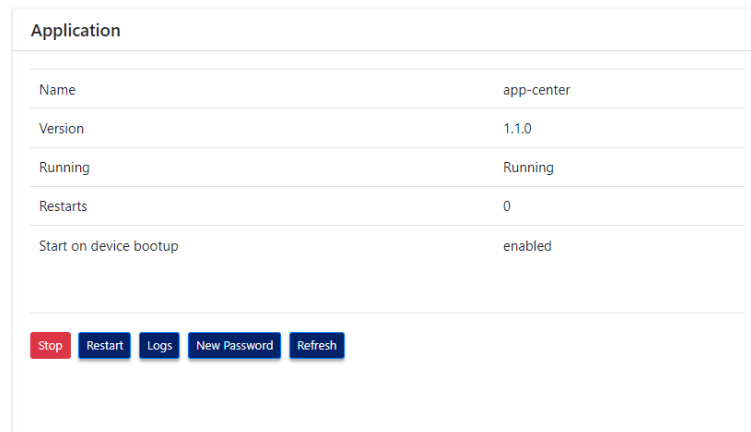 Application
Name app-center
Version 1.1.0
Running Running
Restarts 0
Start on device bootup enabled
Stop Restart Logs New Password Refresh